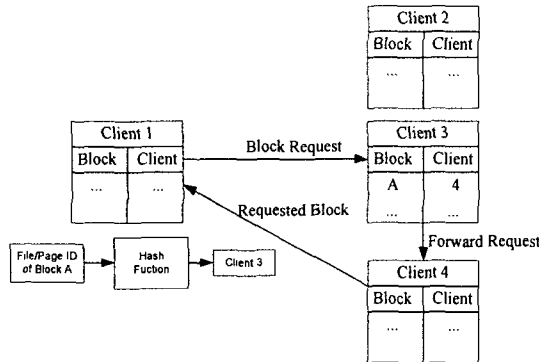 Client 2
Block Client
... ...
Client 1
Block Client
... ...
Block Request
Client 3
Block Client
A 4
... ...
Requested Block
Forward Request
File/Page ID
of Block A
Hash
Fuction
Client 3
Client 4
Block Client
... ...